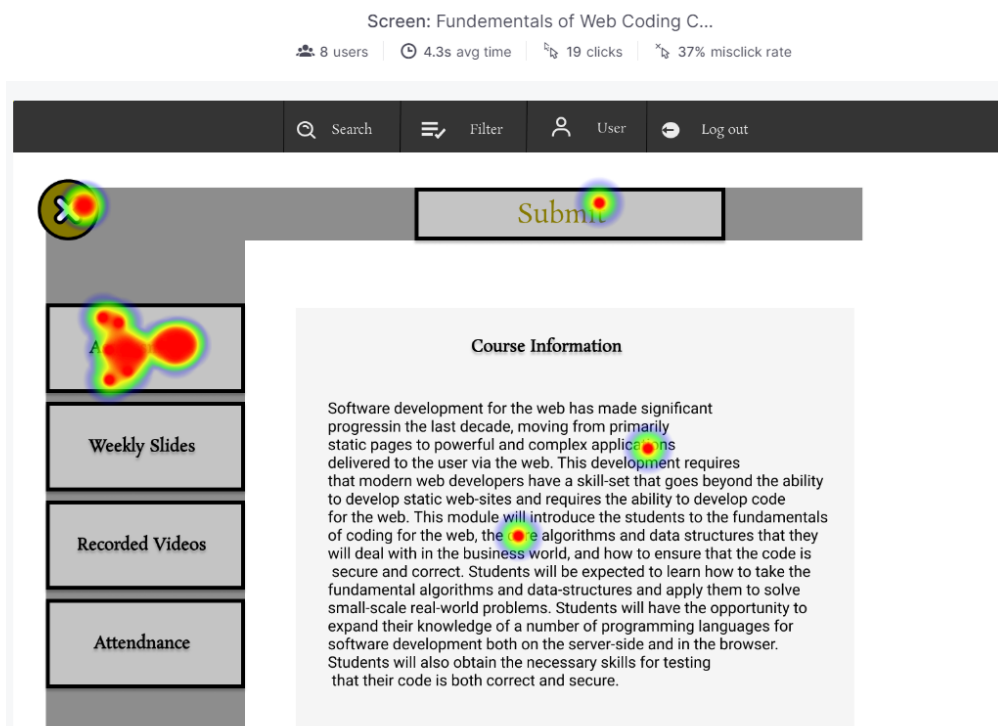 Screen: Fundementals of Web Coding C...
8 users 4.3s avg time 19 clicks 37% misclick rate
Search Filter User Log out
Submit
Course Information
Software development for the web has made significant
progressin the last decade, moving from primarily
static pages to powerful and complex applications
delivered to the user via the web. This development requires
that modern web developers have a skill-set that goes beyond the ability
to develop static web-sites and requires the ability to develop code
for the web. This module will introduce the students to the fundamentals
of coding for the web, the core algorithms and data structures that they
will deal with in the business world, and how to ensure that the code is
secure and correct. Students will be expected to learn how to take the
fundamental algorithms and data-structures and apply them to solve
small-scale real-world problems. Students will have the opportunity to
expand their knowledge of a number of programming languages for
software development both on the server-side and in the browser.
Students will also obtain the necessary skills for testing
that their code is both correct and secure.
Weekly Slides
Recorded Videos
Attendnance